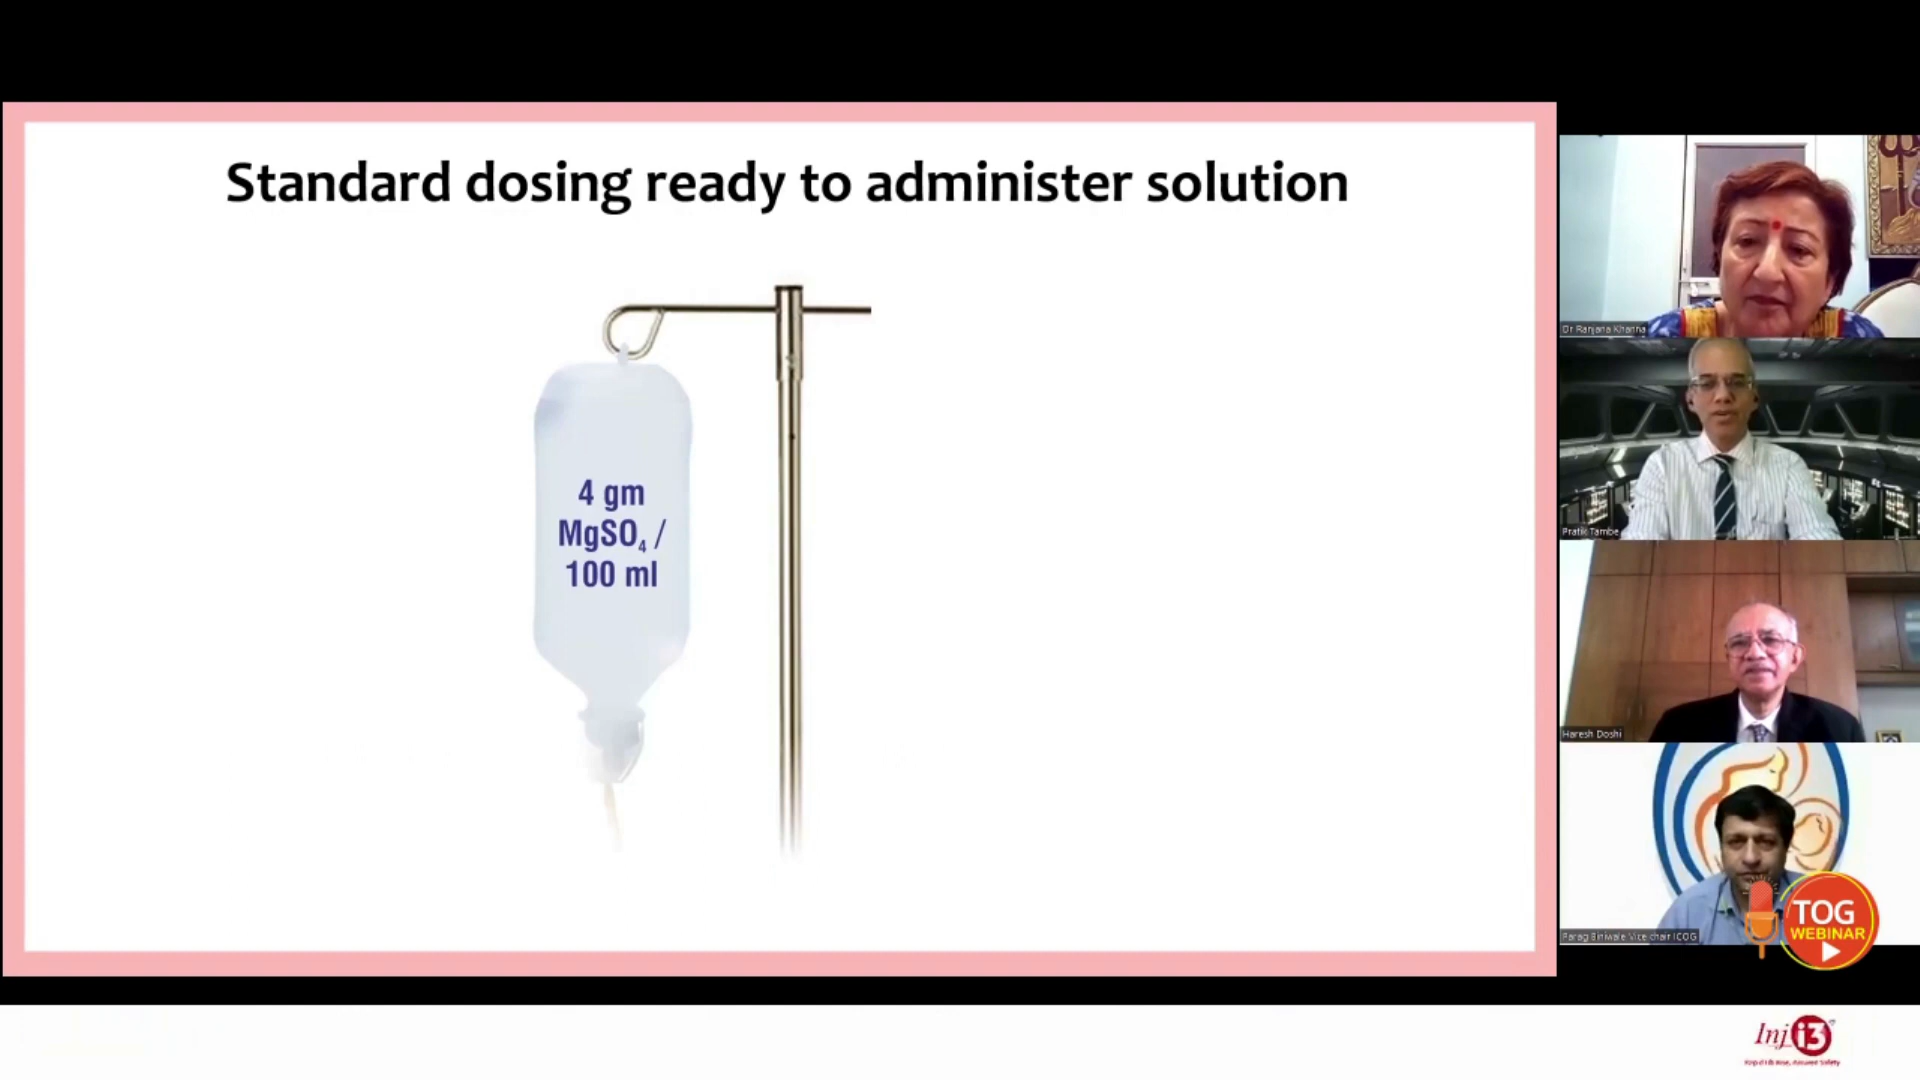 Standard dosing ready to administer solution
4 gm
MgSO4 /
100 ml
Dr Ranjana Khanna
Pratik Tambe
Haresh Doshi
Parag Biniwale Vice chair ICOG
TOG
WEBINAR
Inj i3